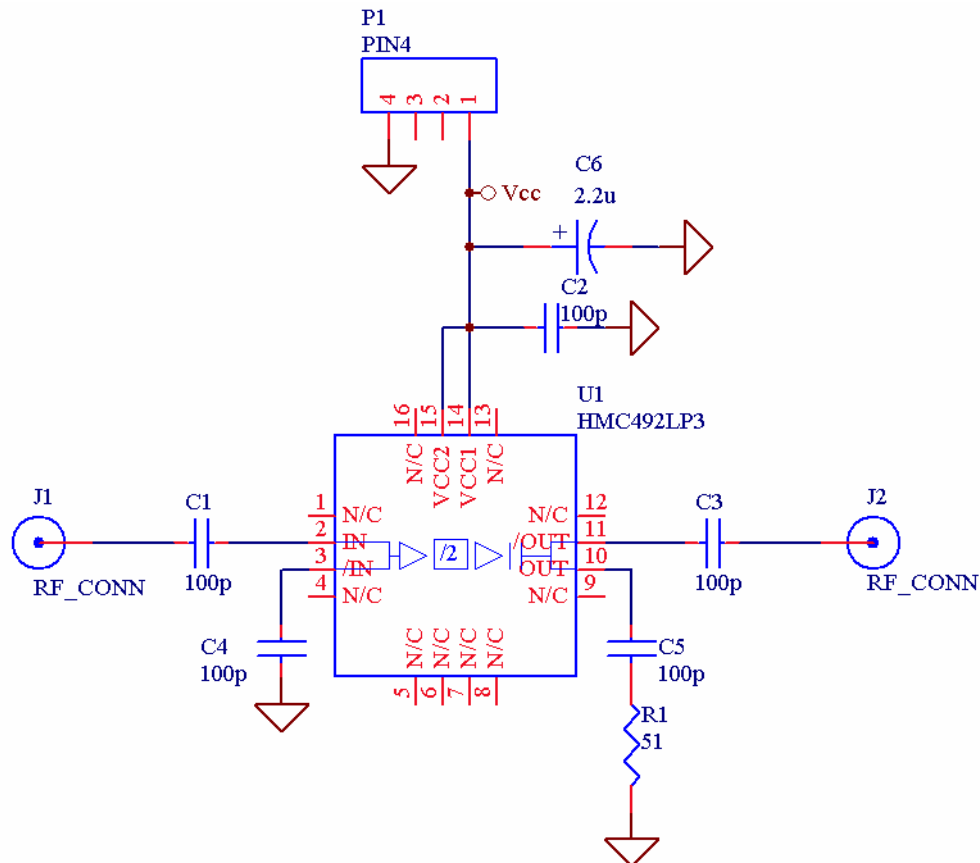 P1
PIN4
4
3
2
1
Vcc
C6
2.2u
+
C2
100p
U1
HMC492LP3
16
15
14
13
N/C
VCC2
VCC1
N/C
J1
RF_CONN
C1
100p
1
N/C
2
IN
3
/IN
4
N/C
/2
12
N/C
11
/OUT
10
OUT
9
N/C
C3
100p
J2
RF_CONN
C4
100p
N/C
N/C
N/C
N/C
5
6
7
8
C5
100p
R1
51